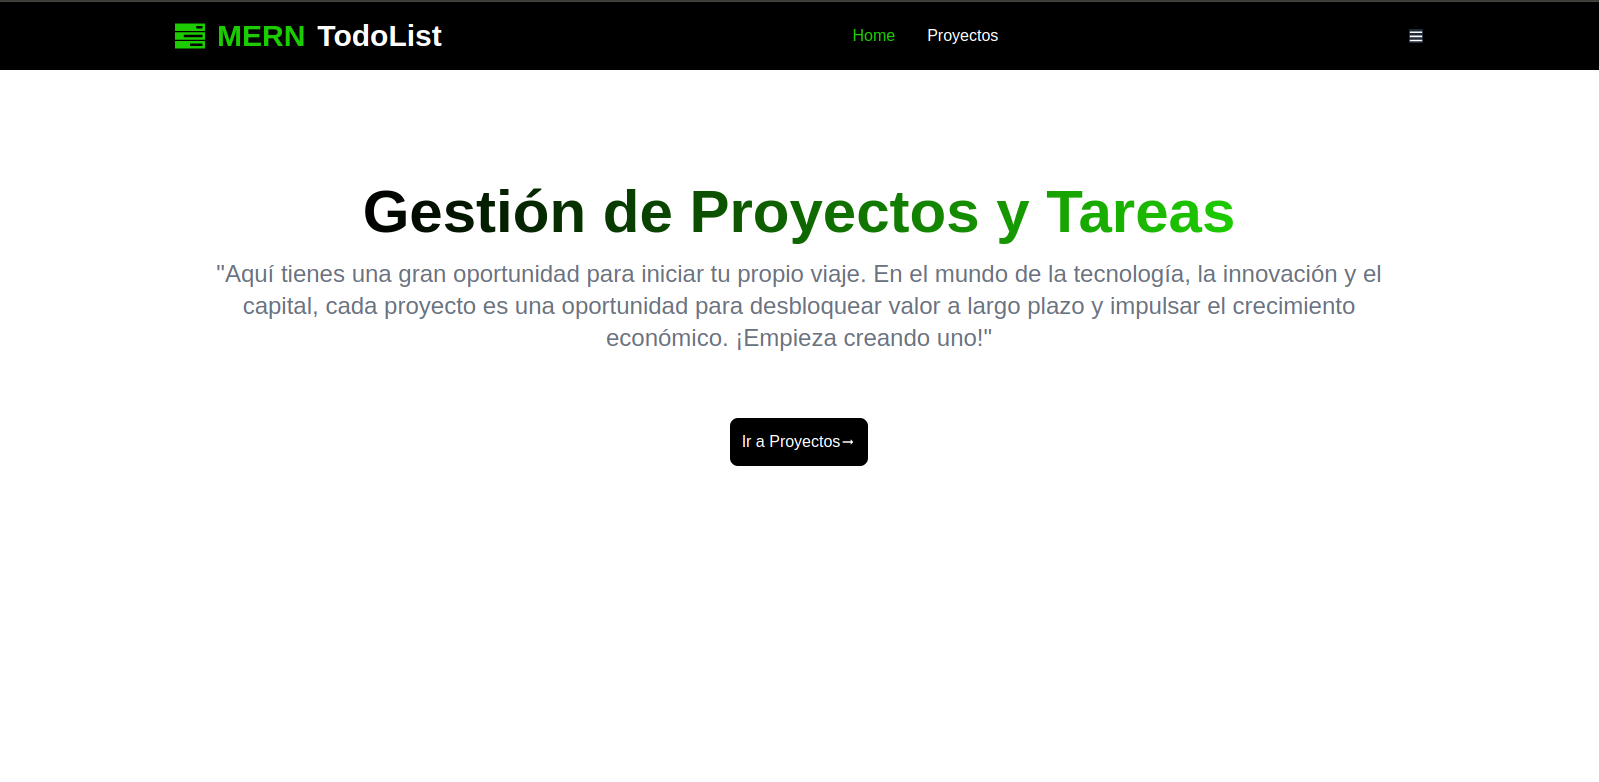 MERN TodoList
Home
Proyectos
Gestión de Proyectos y Tareas
"Aquí tienes una gran oportunidad para iniciar tu propio viaje. En el mundo de la tecnología, la innovación y el
capital, cada proyecto es una oportunidad para desbloquear valor a largo plazo y impulsar el crecimiento
económico. ¡Empieza creando uno!"
Ir a Proyectos→